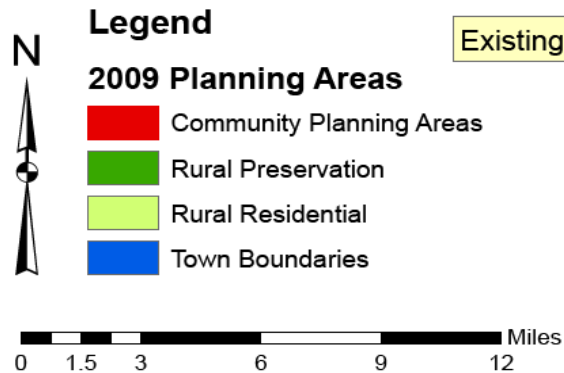 Legend
Existing
N
2009 Planning Areas
Community Planning Areas
Rural Preservation
Rural Residential
Town Boundaries
Miles
0 1.5 3 6 9 12